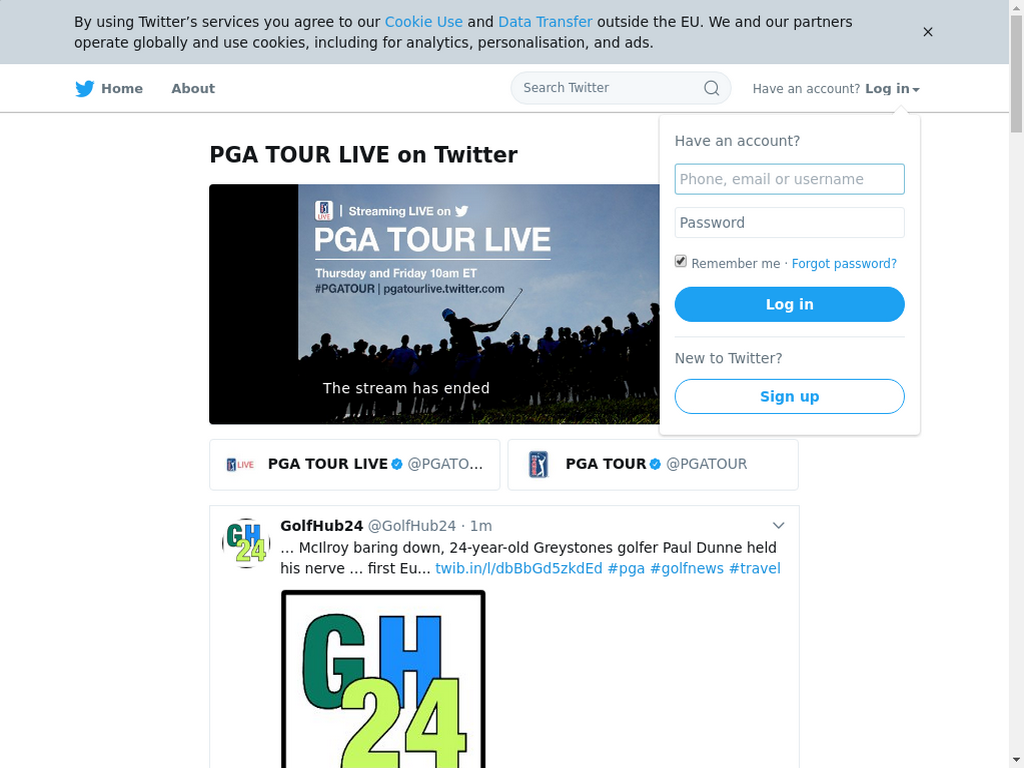 By using Twitter’s services you agree to our Cookie Use and Data Transfer outside the EU. We and our partners
operate globally and use cookies, including for analytics, personalisation, and ads.
Home
About
Search Twitter
Have an account? Log in
Have an account?
Phone, email or username
Password
Remember me · Forgot password?
Log in
New to Twitter?
Sign up
PGA TOUR LIVE on Twitter
LIVE | Streaming LIVE on
PGA TOUR LIVE
Thursday and Friday 10am ET
#PGATOUR | pgatourlive.twitter.com
The stream has ended
LIVE PGA TOUR LIVE @PGATO...
PGA TOUR @PGATOUR
GH
24
GolfHub24 @GolfHub24 · 1m
... McIlroy baring down, 24-year-old Greystones golfer Paul Dunne held
his nerve ... first Eu... twib.in/l/dbBbGd5zkdEd #pga #golfnews #travel
GH
24